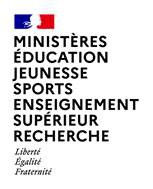 MINISTÈRES
ÉDUCATION
JEUNESSE
SPORTS
ENSEIGNEMENT
SUPÉRIEUR
RECHERCHE
Liberté
Égalité
Fraternité